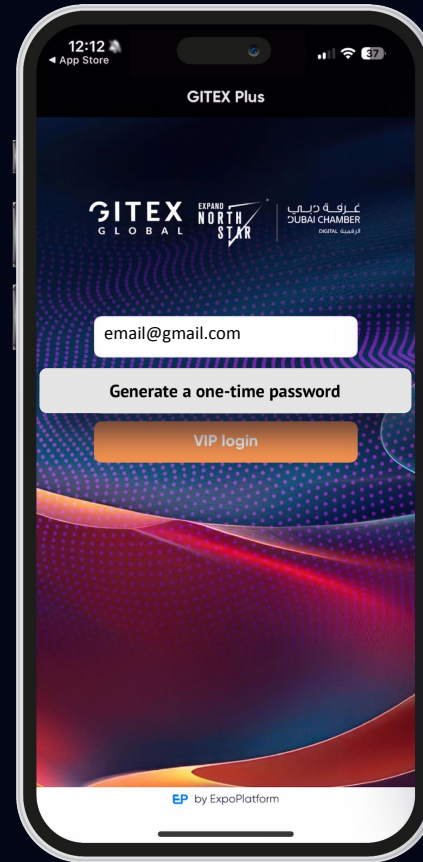 12:12
◀ App Store
37
GITEX Plus
GITEX
GLOBAL
EXPAND
NORTH
STAR
غرفة دبي
DUBAI CHAMBER
DIGITAL الرقمية
email@gmail.com
Generate a one-time password
VIP login
EP by ExpoPlatform